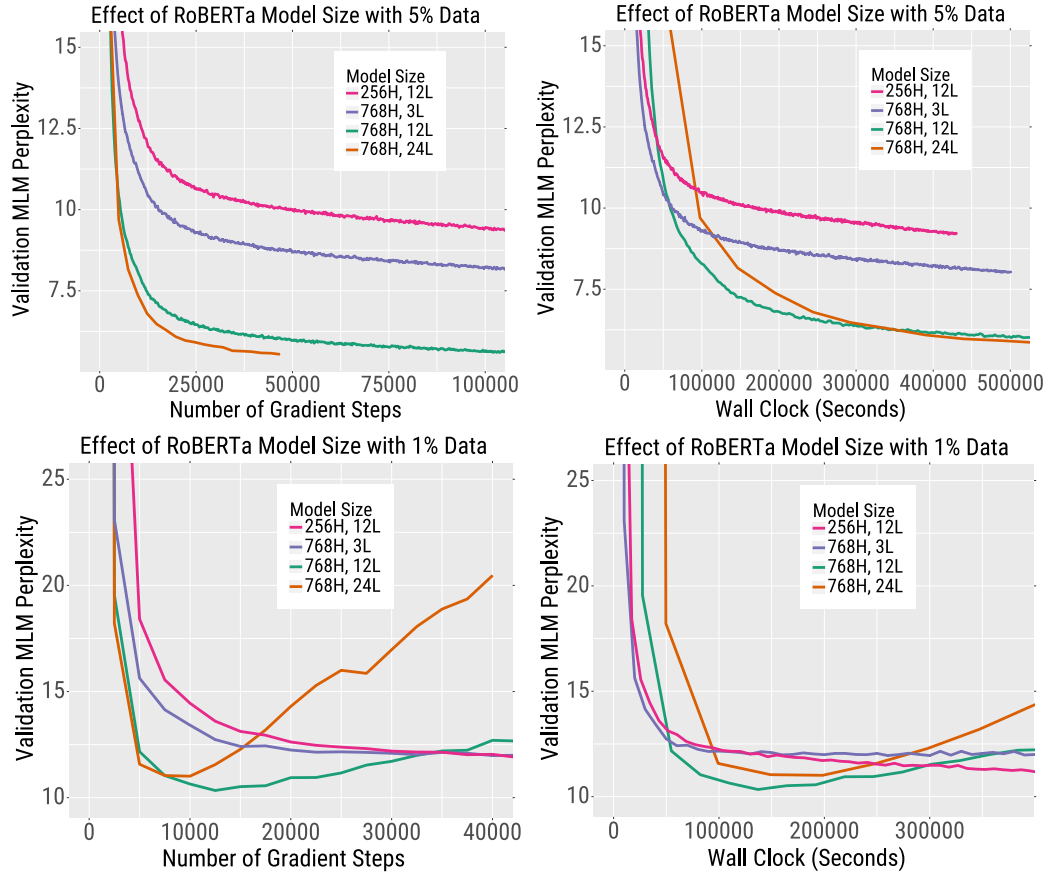 Effect of RoBERTa Model Size with 5% Data
Validation MLM Perplexity
15
12.5
10
7.5
Model Size
256H, 12L
768H, 3L
768H, 12L
768H, 24L
0 25000 50000 75000 100000
Number of Gradient Steps
Effect of RoBERTa Model Size with 5% Data
Validation MLM Perplexity
15
12.5
10
7.5
Model Size
256H, 12L
768H, 3L
768H, 12L
768H, 24L
0 100000 200000 300000 400000 500000
Wall Clock (Seconds)
Effect of RoBERTa Model Size with 1% Data
Validation MLM Perplexity
25
20
15
10
Model Size
256H, 12L
768H, 3L
768H, 12L
768H, 24L
0 10000 20000 30000 40000
Number of Gradient Steps
Effect of RoBERTa Model Size with 1% Data
Validation MLM Perplexity
25
20
15
10
Model Size
256H, 12L
768H, 3L
768H, 12L
768H, 24L
0 100000 200000 300000
Wall Clock (Seconds)